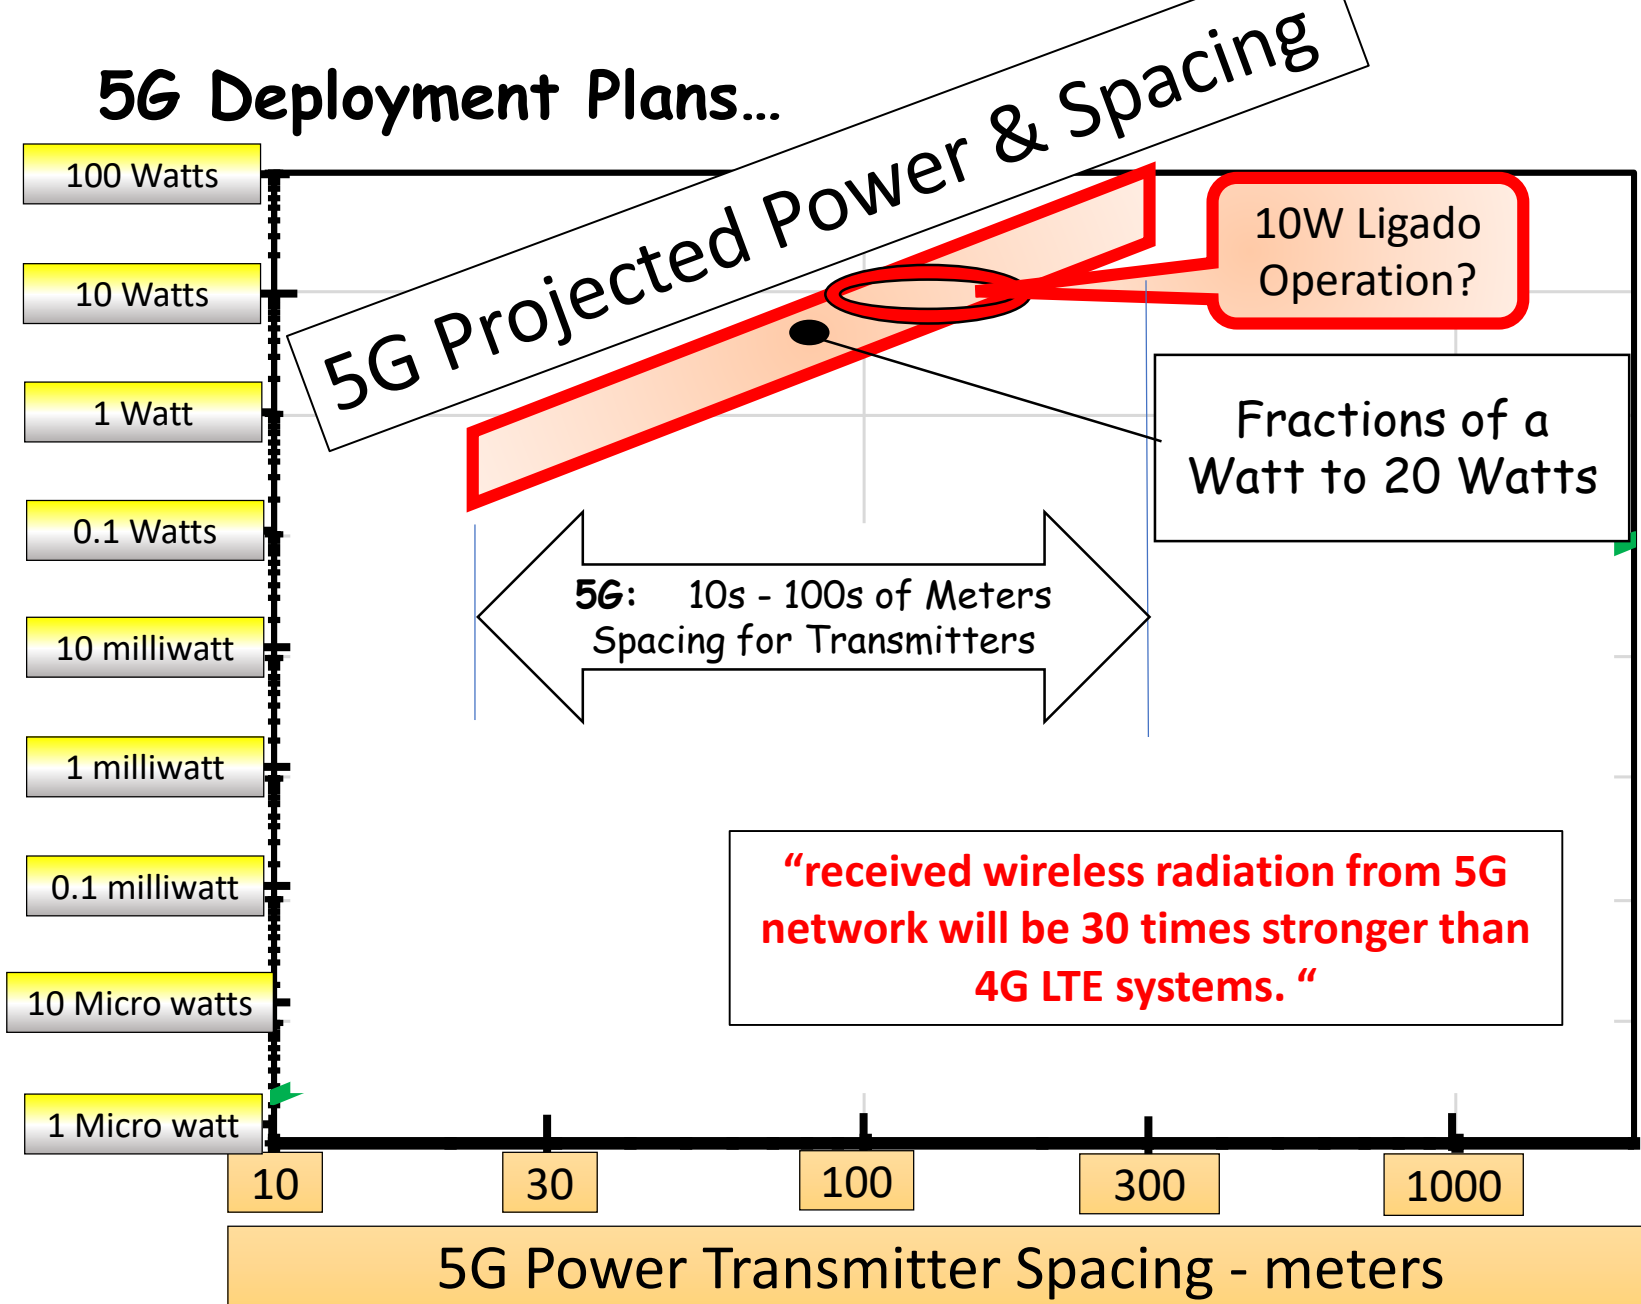 5G Deployment Plans…
5G Projected Power & Spacing
100 Watts
10 Watts
1 Watt
0.1 Watts
10 milliwatt
1 milliwatt
0.1 milliwatt
10 Micro watts
1 Micro watt
10W Ligado
Operation?
Fractions of a
Watt to 20 Watts
5G: 10s - 100s of Meters
Spacing for Transmitters
“received wireless radiation from 5G
network will be 30 times stronger than
4G LTE systems. “
10
30
100
300
1000
5G Power Transmitter Spacing - meters